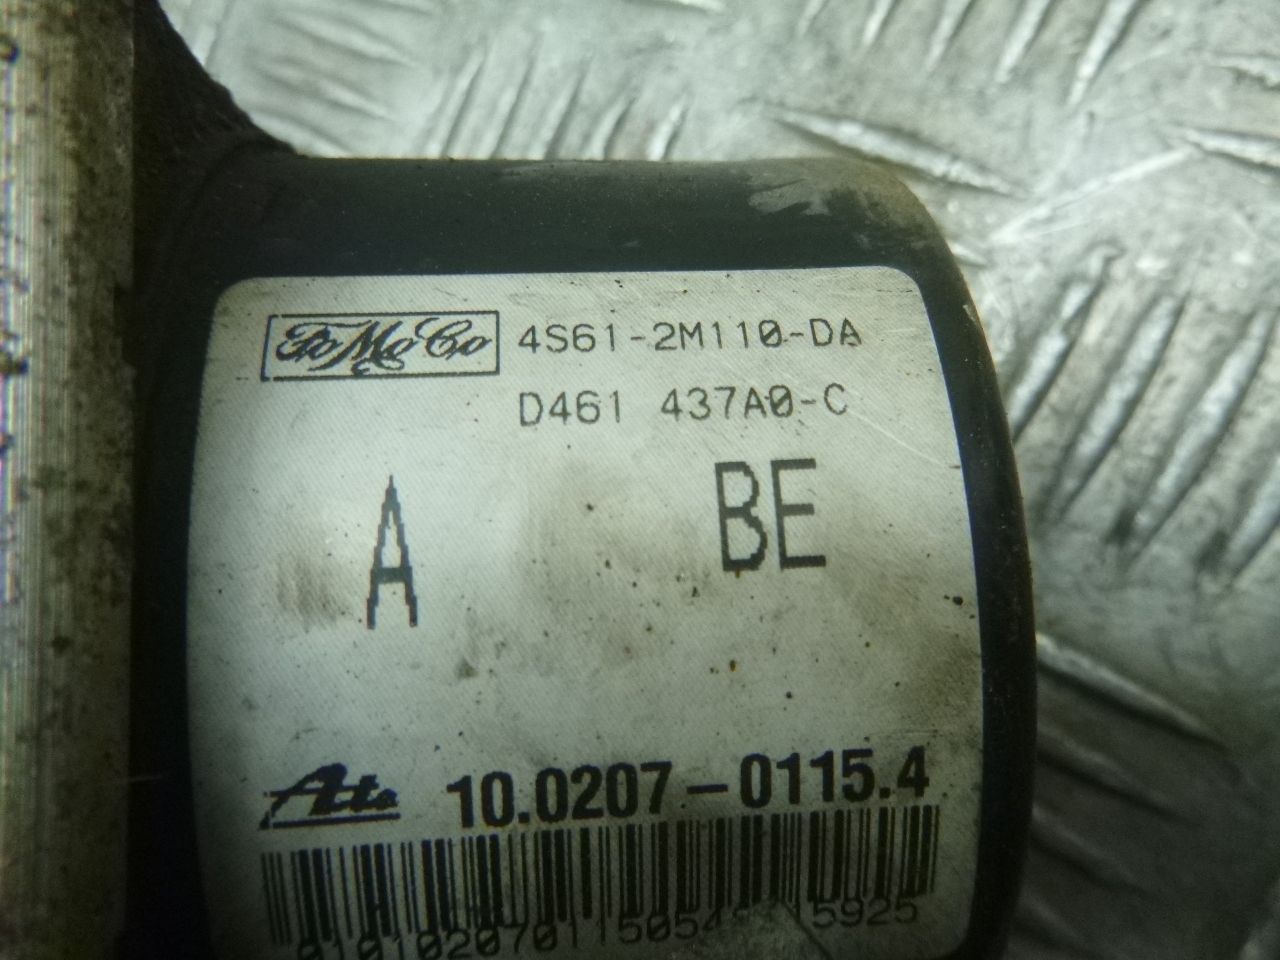 FoMoCo 4S61-2M110-DA
D461 437A0-C
A BE
Ate 10.0207-0115.4